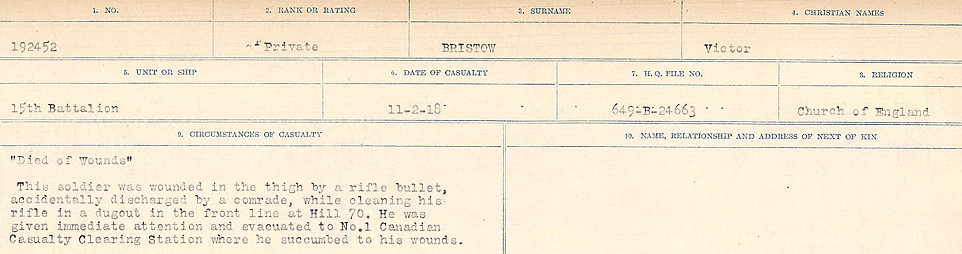 1. NO. 2. RANK OR RATING 3. SURNAME 4. CHRISTIAN NAMES
192452 Private BRISTOW Victor
5. UNIT OR SHIP 6. DATE OF CASUALTY 7. H.Q. FILE NO. 8. RELIGION
15th Battalion 11-2-18 649-B-24663 Church of England
9. CIRCUMSTANCES OF CASUALTY 10. NAME, RELATIONSHIP AND ADDRESS OF NEXT OF KIN
"Died of Wounds"
This soldier was wounded in the thigh by a rifle bullet,
accidentally discharged by a comrade, while cleaning his
rifle in a dugout in the front line at Hill 70. He was
given immediate attention and evacuated to No.1 Canadian
Casualty Clearing Station where he succumbed to his wounds.